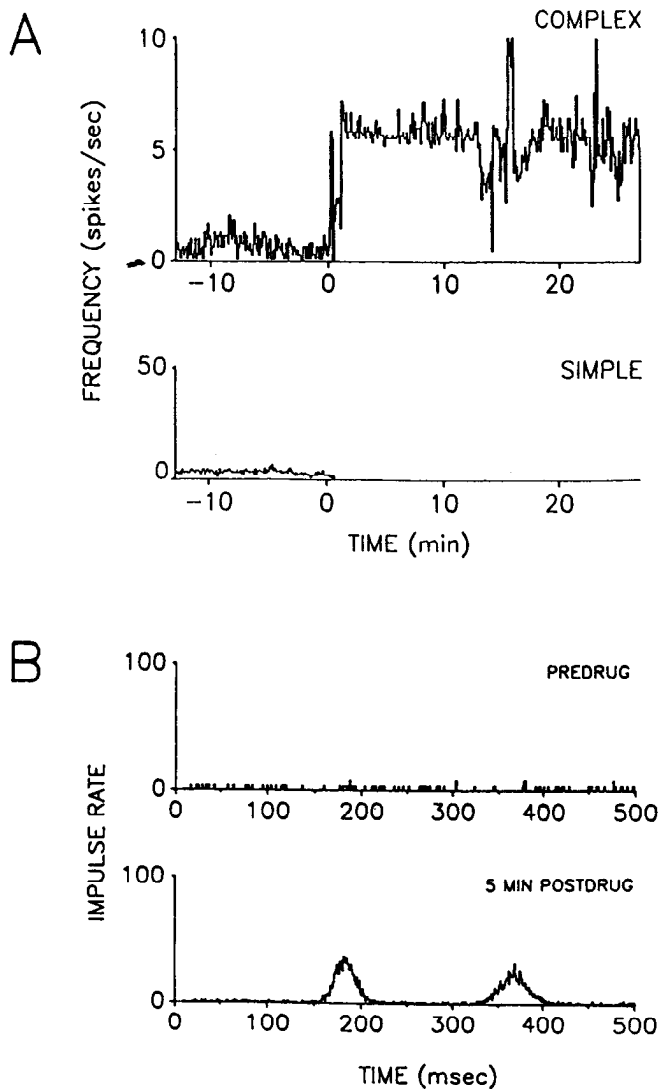 A
COMPLEX
10
5
0
-10
0
10
20
FREQUENCY (spikes/sec)
50
SIMPLE
0
-10
0
10
20
TIME (min)
B
100
PREDRUG
0
0
100
200
300
400
500
IMPULSE RATE
100
5 MIN POSTDRUG
0
0
100
200
300
400
500
TIME (msec)